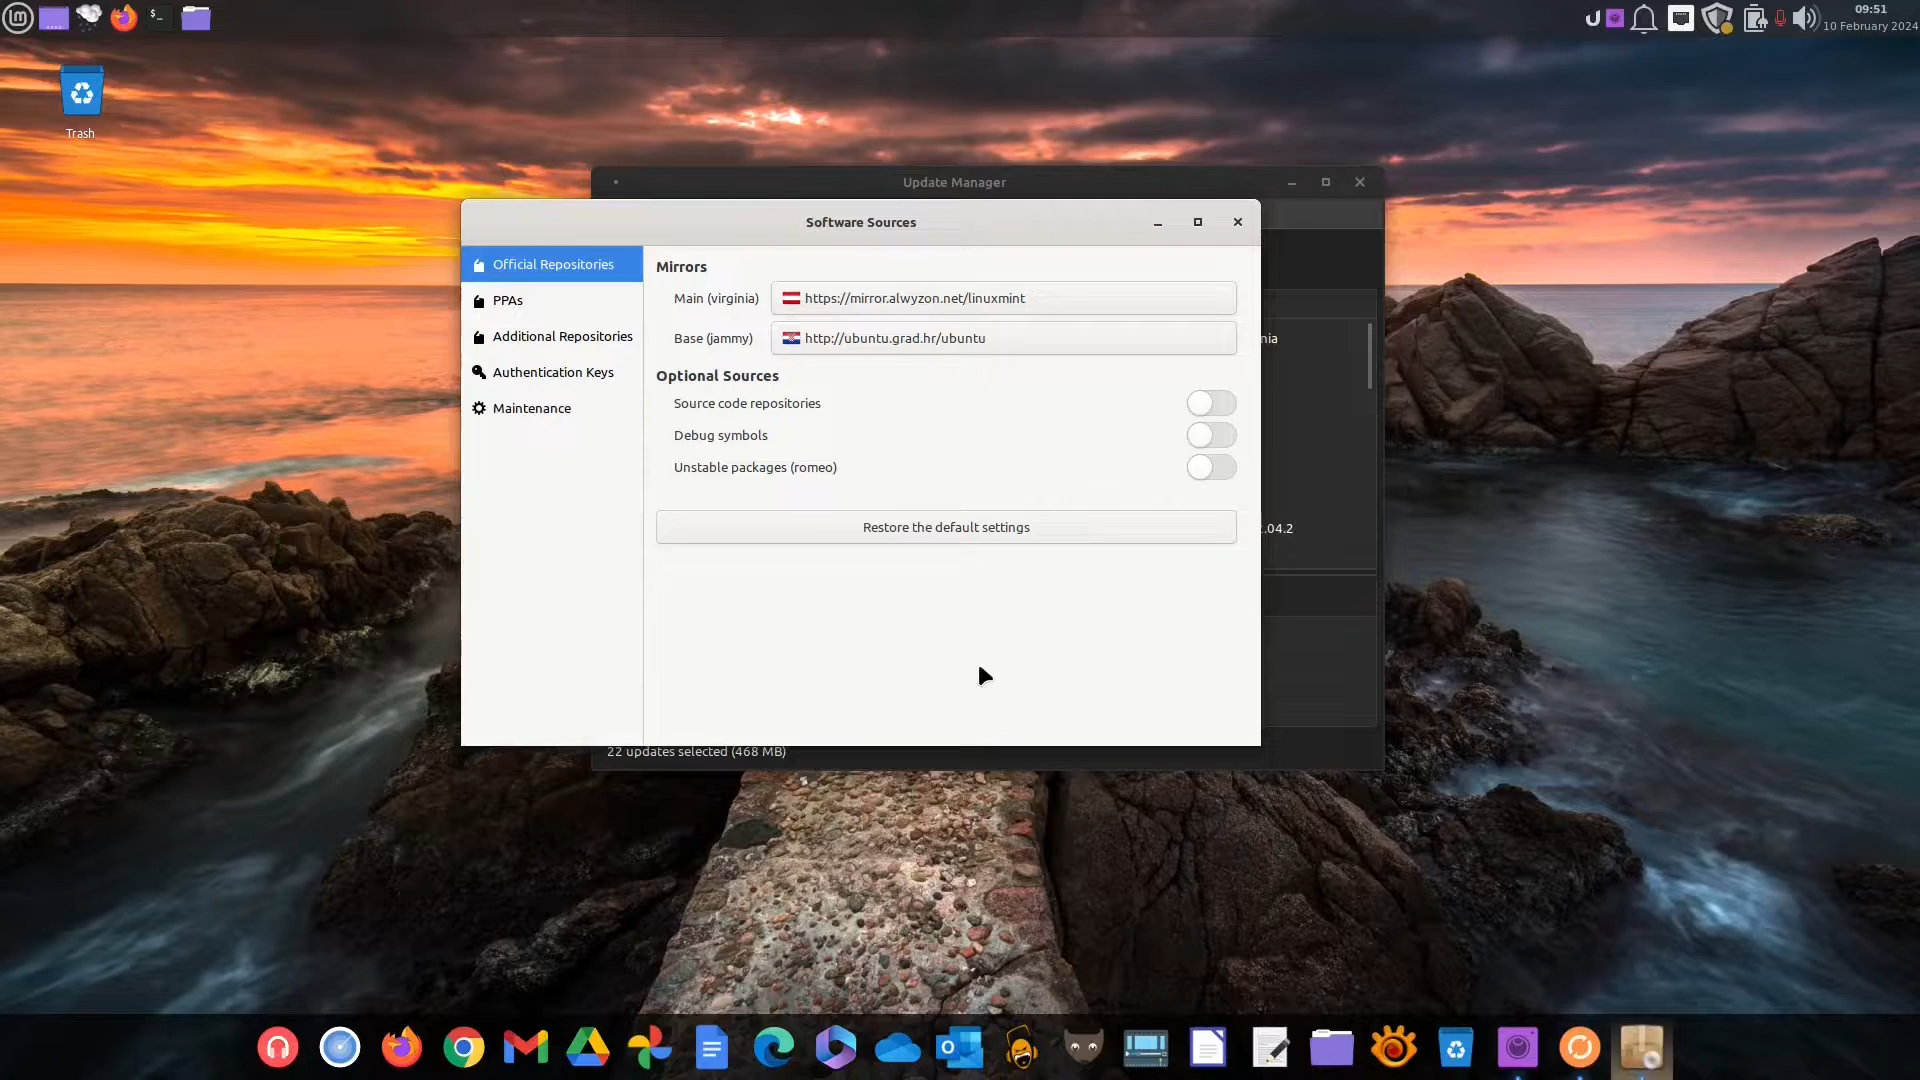 09:51
10 February 2024
Trash
Update Manager
Software Sources
Official Repositories
PPAs
Additional Repositories
Authentication Keys
Maintenance
Mirrors
Main (virginia)
https://mirror.alwyzon.net/linuxmint
Base (jammy)
http://ubuntu.grad.hr/ubuntu
Optional Sources
Source code repositories
Debug symbols
Unstable packages (romeo)
Restore the default settings
nia
.04.2
22 updates selected (468 MB)